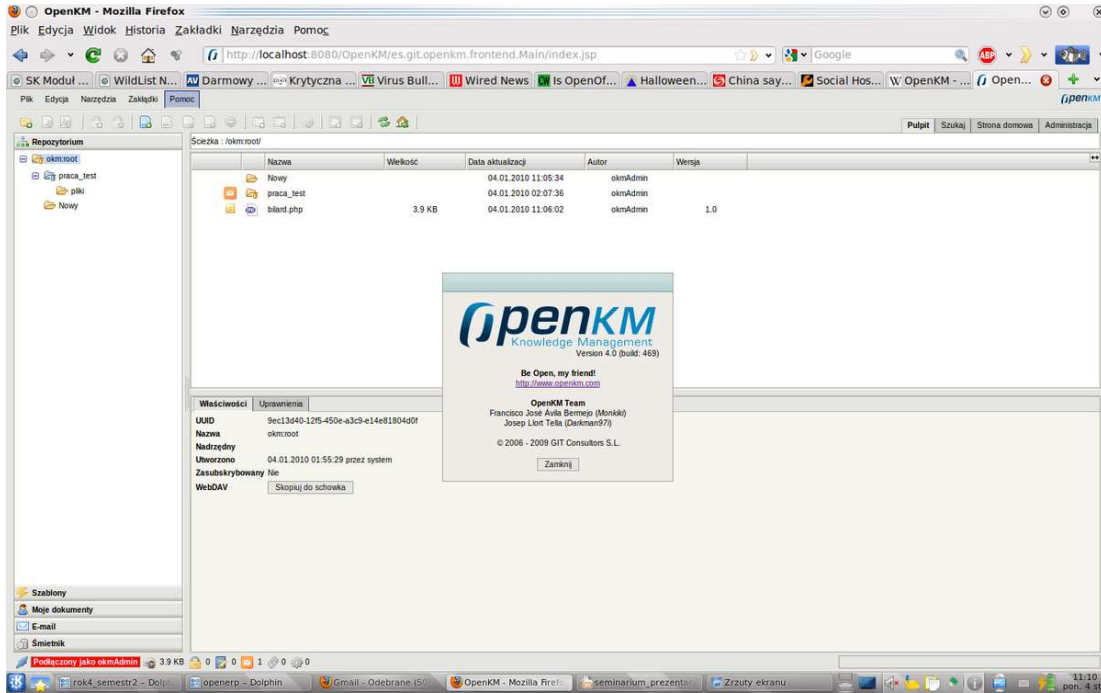 OpenKM - Mozilla Firefox
Plik Edycja Widok Historia Zakładki Narzędzia Pomoc
http://localhost:8080/OpenKM/es.git.openkm.frontend.Main/index.jsp
Google
ABP
SK Moduł ... WildList N... Darmowy ... Krytyczna ... Virus Bull... Wired News Is OpenOf... Halloween... China say... Social Hos... OpenKM - ... Open...
Plik Edycja Narzędzia Zakłądki Pomoc
OpenKM
Pulpit Szukaj Strona domowa Administracja
Repozytorium
Ścieżka : /okm:root/
okm:root
praca_test
pliki
Nowy
Nazwa Wielkość Data aktualizacji Autor Wersja
Nowy 04.01.2010 11:05:34 okmAdmin
praca_test 04.01.2010 02:07:36 okmAdmin
bilard.php 3.9 KB 04.01.2010 11:06:02 okmAdmin 1.0
OpenKM
Knowledge Management
Version 4.0 (build: 469)
Be Open, my friend!
http://www.openkm.com
OpenKM Team
Francisco José Ávila Bermejo (Monkiki)
Josep Llort Tella (Darkman97i)
© 2006 - 2009 GIT Consultors S.L.
Zamknij
Właściwości Uprawnienia
UUID 9ec13d40-12f5-450e-a3c9-e14e81804d0f
Nazwa okm:root
Nadrzędny
Utworzono 04.01.2010 01:55:29 przez system
Zasubskrybowany Nie
WebDAV Skopiuj do schowka
Szablony
Moje dokumenty
E-mail
Śmietnik
Podłączony jako okmAdmin 3.9 KB 0 0 1 0 0
rok4_semestr2 - Dolph openerp - Dolphin Gmail - Odebrane (50 OpenKM - Mozilla Firefo seminarium_prezentac Zrzuty ekranu
11:10
pon. 4 st